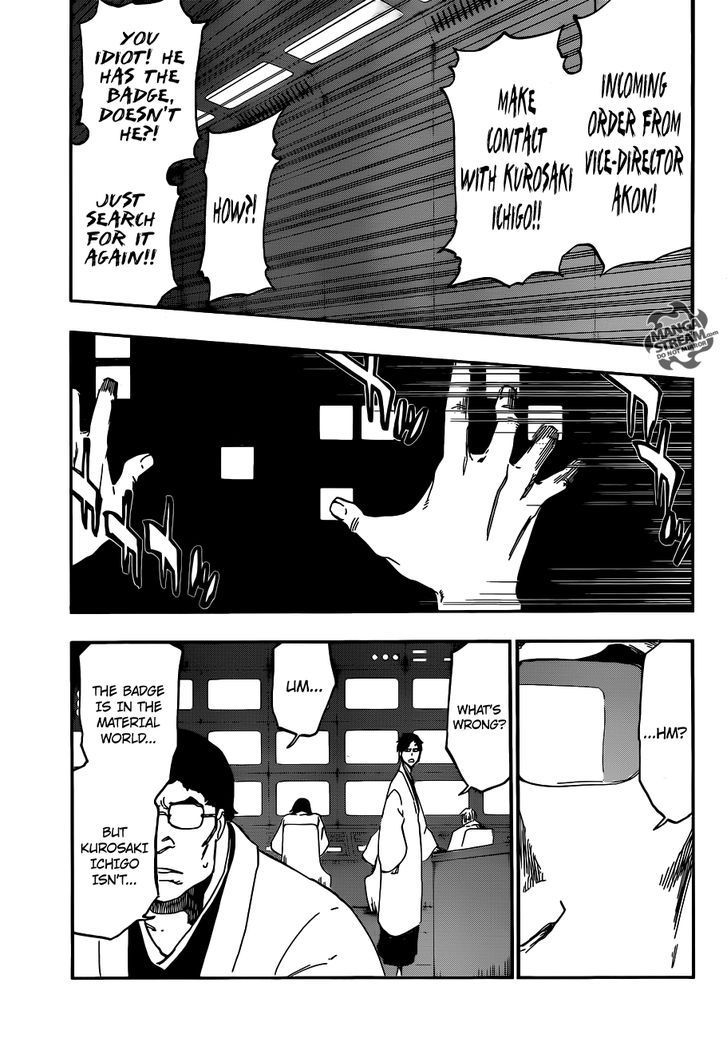 INCOMING
ORDER FROM
VICE-DIRECTOR
AKON!
MAKE
CONTACT
WITH KUROSAKI
ICHIGO!!
HOW?!
YOU
IDIOT! HE
HAS THE
BADGE,
DOESN'T
HE?!
JUST
SEARCH
FOR IT
AGAIN!!
MANGA
STREAM.COM
DO NOT MIRROR
...HM?
WHAT'S
WRONG?
UM...
THE BADGE
IS IN THE
MATERIAL
WORLD...
BUT
KUROSAKI
ICHIGO
ISN'T...